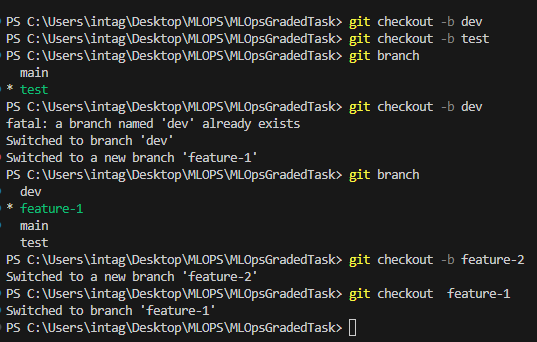 PS C:\Users\intag\Desktop\MLOPS\MLOpsGradedTask> git checkout -b dev
PS C:\Users\intag\Desktop\MLOPS\MLOpsGradedTask> git checkout -b test
PS C:\Users\intag\Desktop\MLOPS\MLOpsGradedTask> git branch
  main
* test
PS C:\Users\intag\Desktop\MLOPS\MLOpsGradedTask> git checkout -b dev
fatal: a branch named 'dev' already exists
Switched to branch 'dev'
Switched to a new branch 'feature-1'
PS C:\Users\intag\Desktop\MLOPS\MLOpsGradedTask> git branch
  dev
* feature-1
  main
  test
PS C:\Users\intag\Desktop\MLOPS\MLOpsGradedTask> git checkout -b feature-2
Switched to a new branch 'feature-2'
PS C:\Users\intag\Desktop\MLOPS\MLOpsGradedTask> git checkout  feature-1
Switched to branch 'feature-1'
PS C:\Users\intag\Desktop\MLOPS\MLOpsGradedTask>